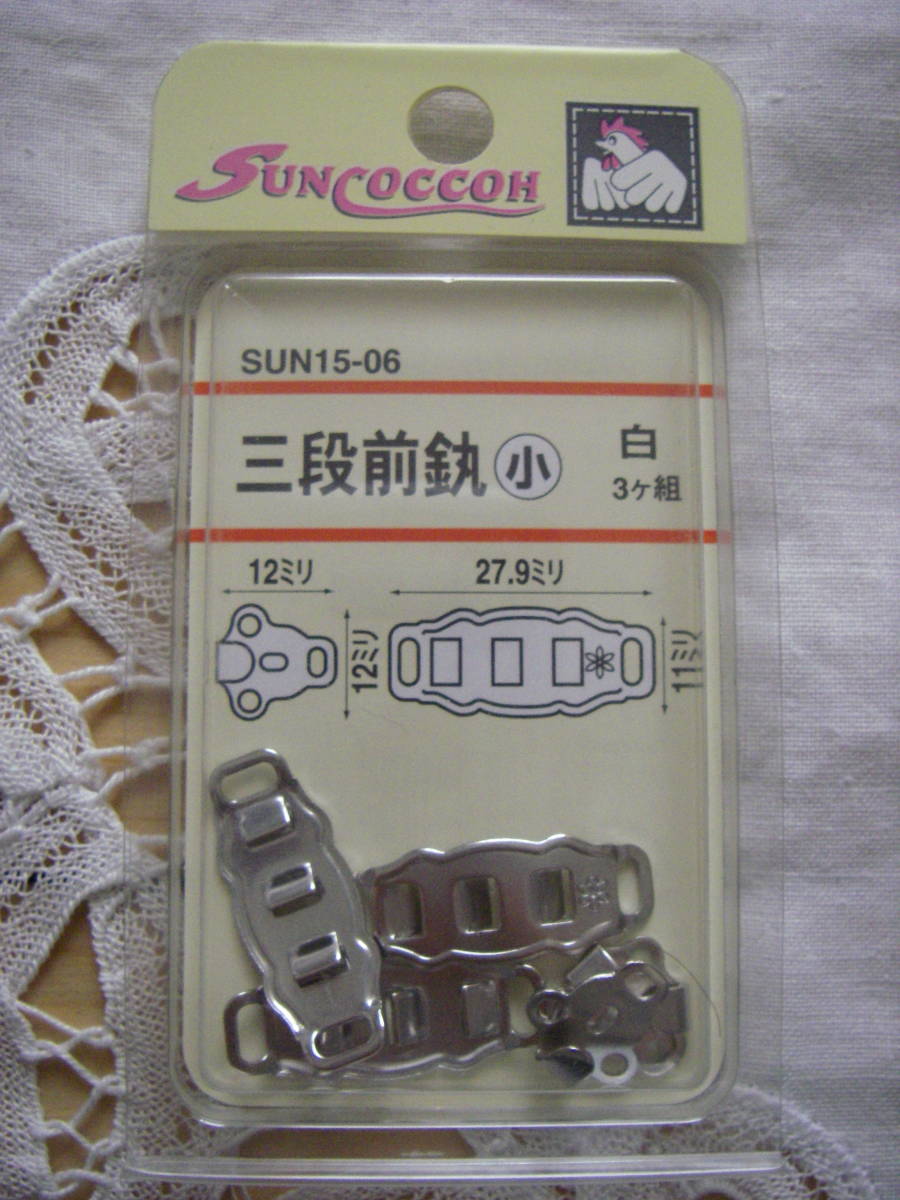 SUNCOCCOH
SUN15-06
三段前釻 小
白
3ヶ組
12ミリ
27.9ミリ
12ミリ
11ミリ